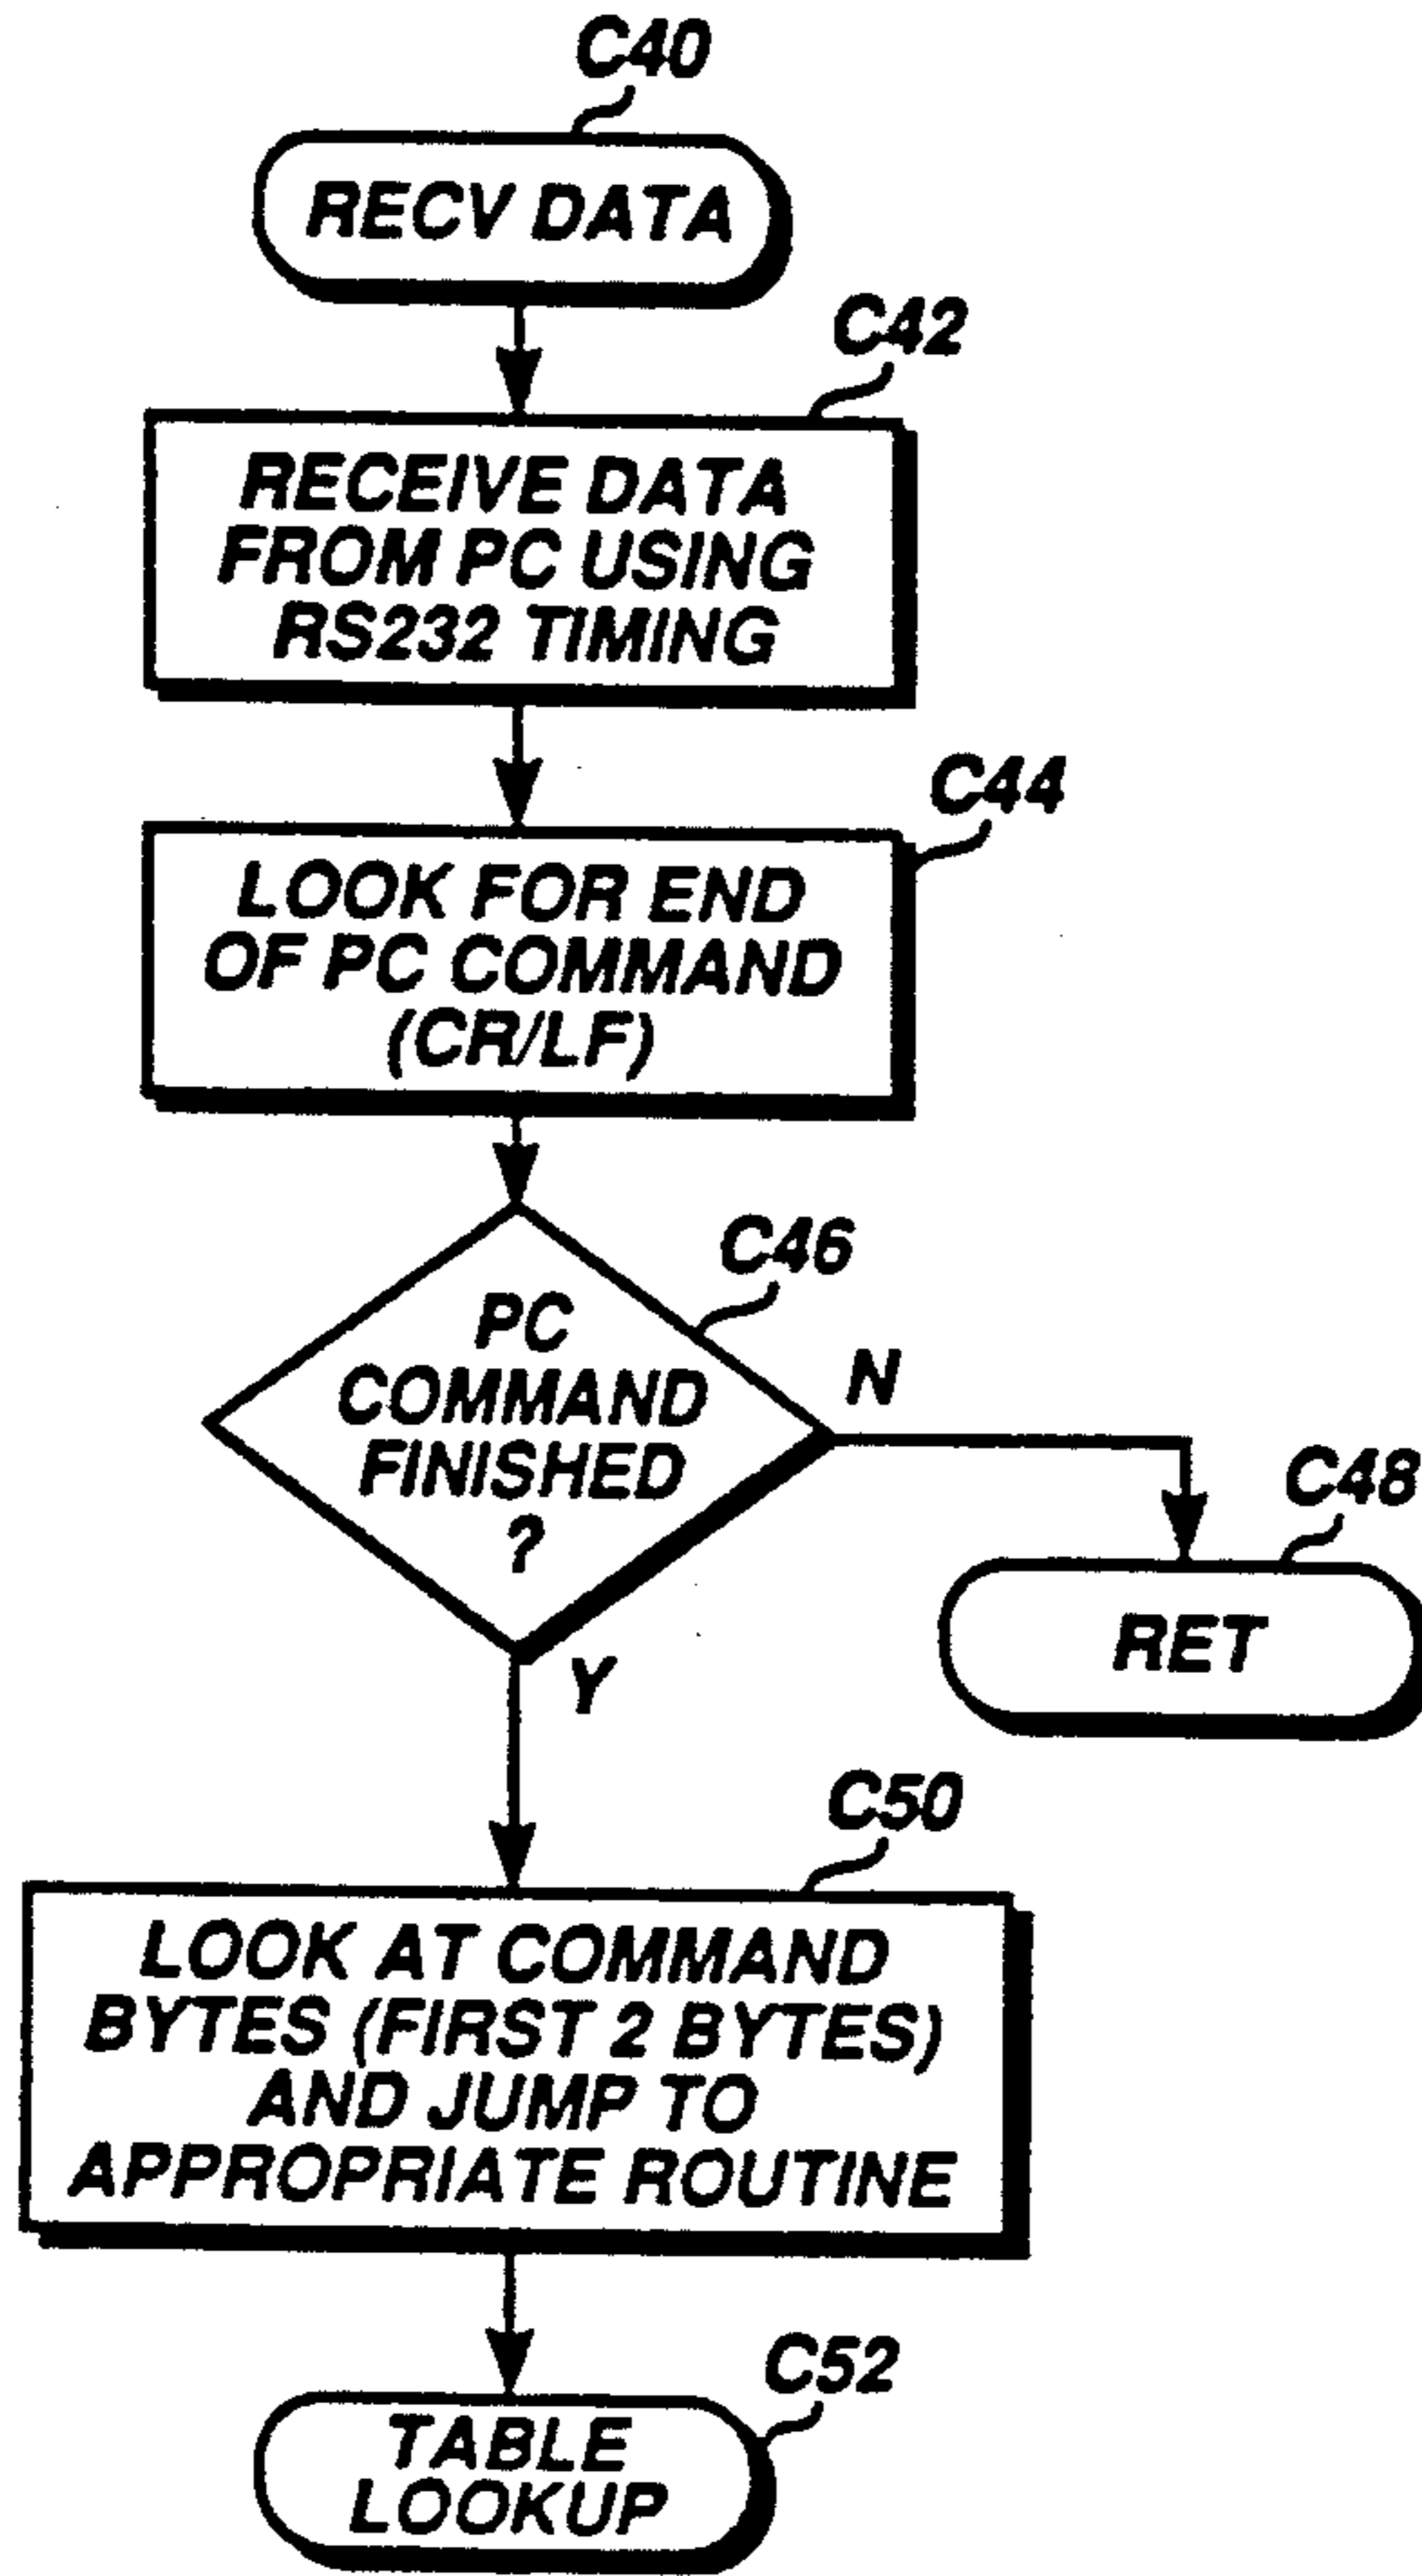 C40
RECV DATA
C42
RECEIVE DATA
FROM PC USING
RS232 TIMING
C44
LOOK FOR END
OF PC COMMAND
(CR/LF)
C46
PC
COMMAND
FINISHED
?
N
C48
RET
Y
C50
LOOK AT COMMAND
BYTES (FIRST 2 BYTES)
AND JUMP TO
APPROPRIATE ROUTINE
C52
TABLE
LOOKUP